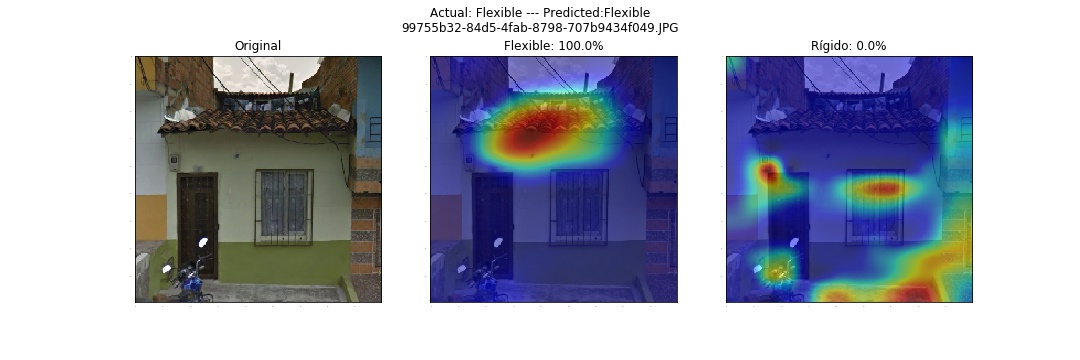 Actual: Flexible --- Predicted:Flexible
99755b32-84d5-4fab-8798-707b9434f049.JPG
Original
Flexible: 100.0%
Rígido: 0.0%